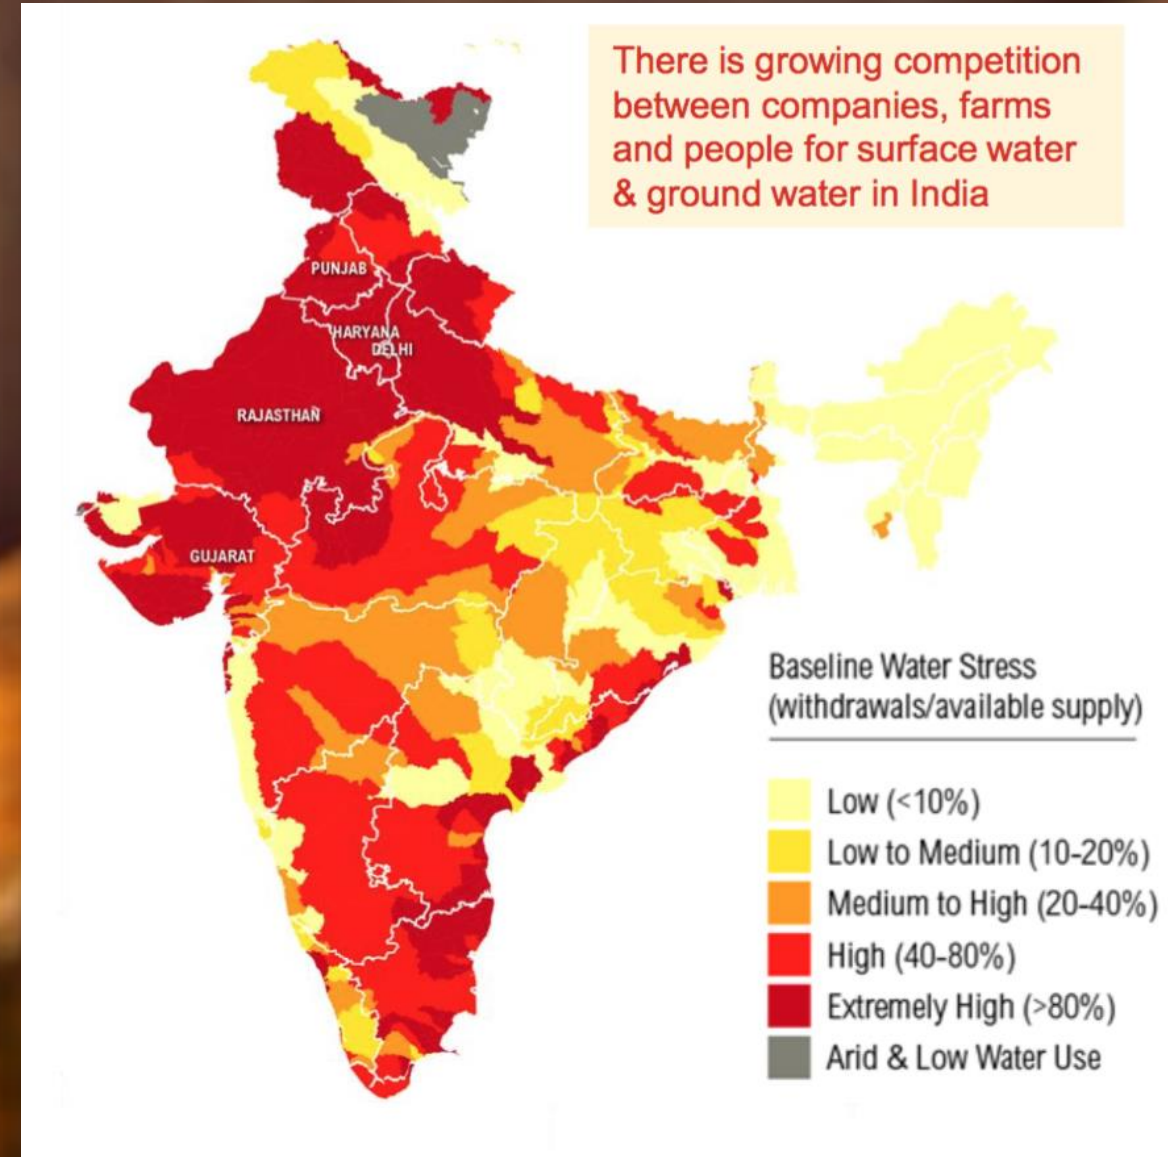 There is growing competition
between companies, farms
and people for surface water
& ground water in India
PUNJAB
HARYANA
DELHI
RAJASTHAN
GUJARAT
Baseline Water Stress
(withdrawals/available supply)
Low (<10%)
Low to Medium (10-20%)
Medium to High (20-40%)
High (40-80%)
Extremely High (>80%)
Arid & Low Water Use